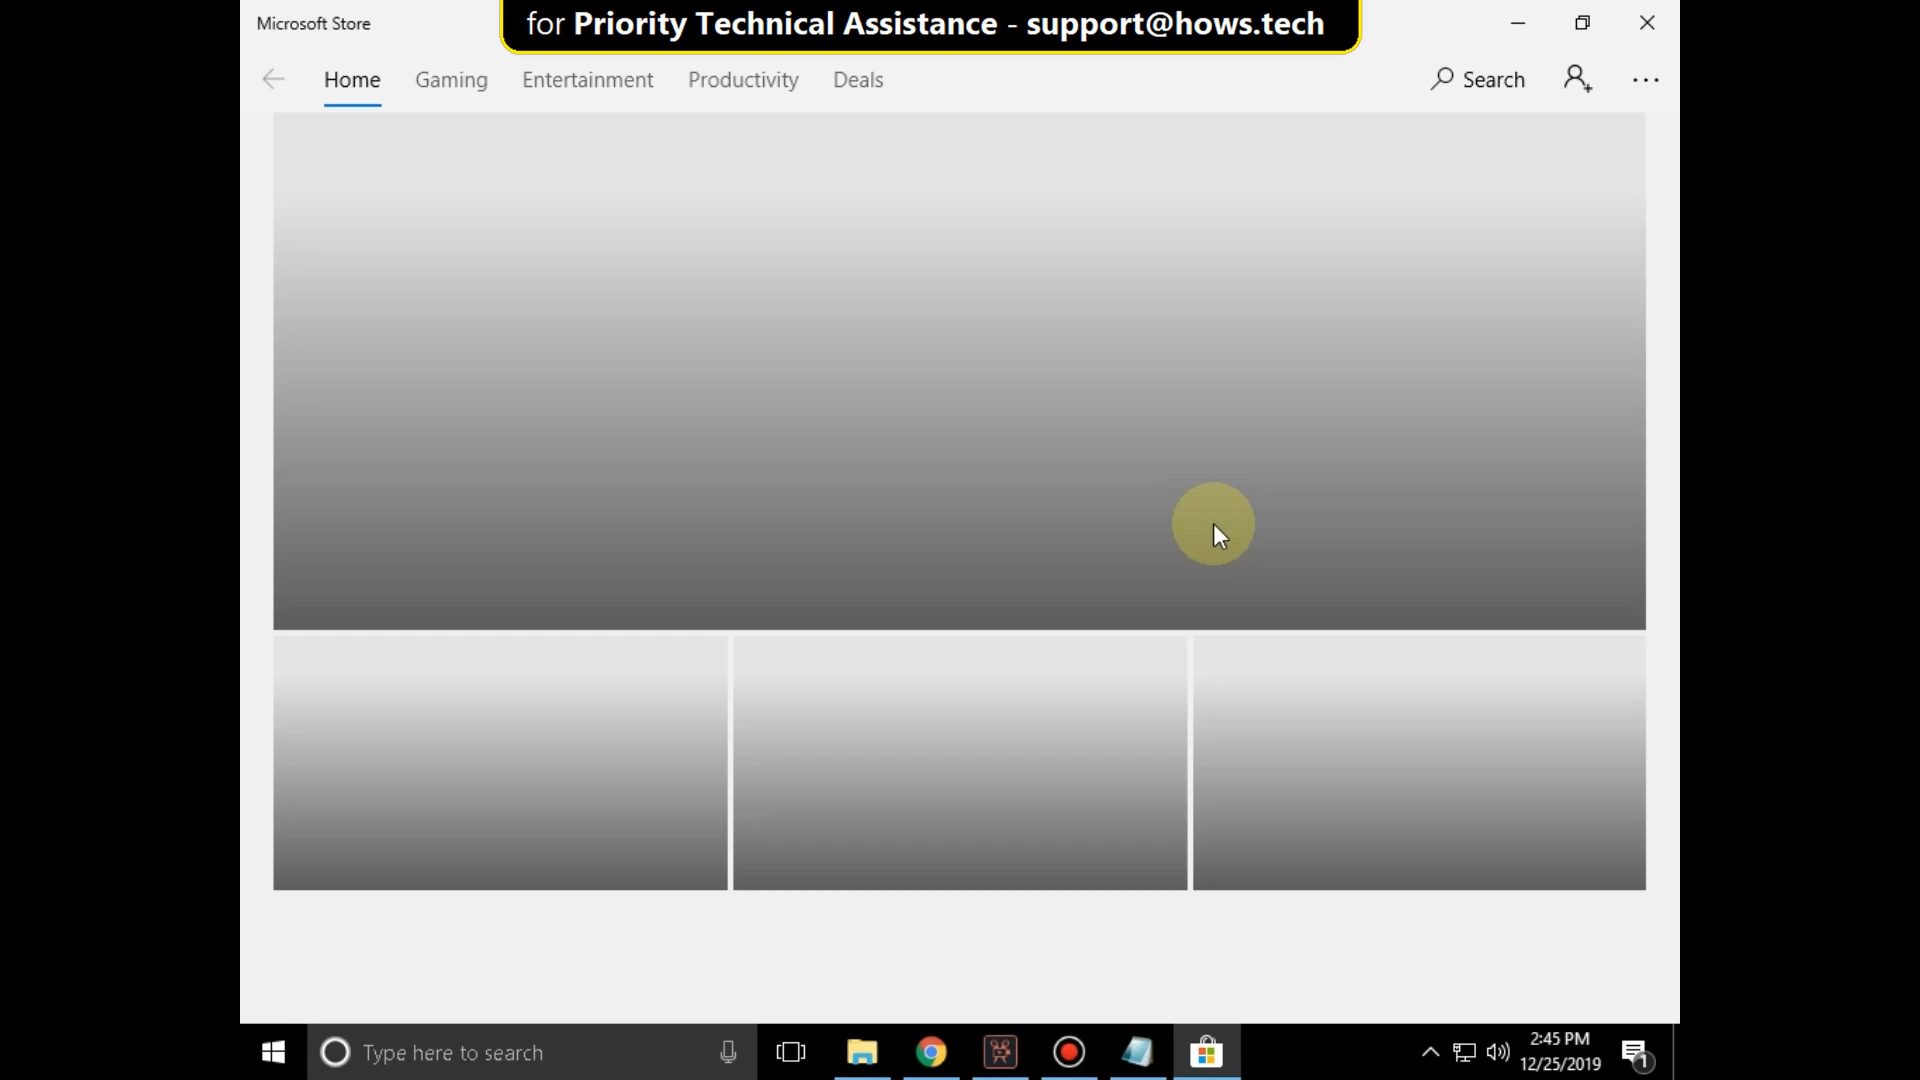 Microsoft Store
for Priority Technical Assistance - support@hows.tech
Home
Gaming
Entertainment
Productivity
Deals
Search
Type here to search
2:45 PM
12/25/2019
1